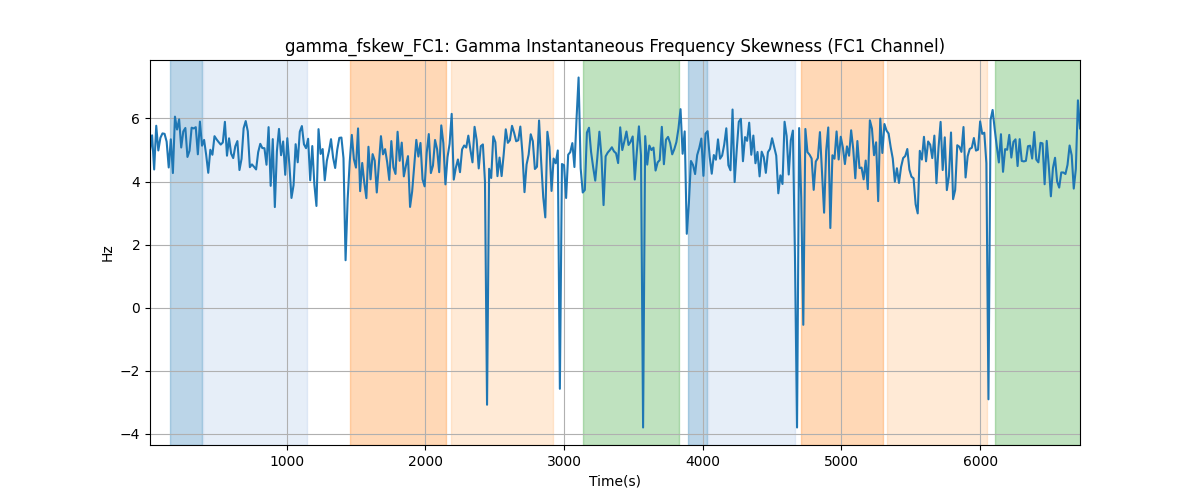 gamma_fskew_FC1: Gamma Instantaneous Frequency Skewness (FC1 Channel)
6
4
2
0
−2
−4
Hz
1000 2000 3000 4000 5000 6000
Time(s)